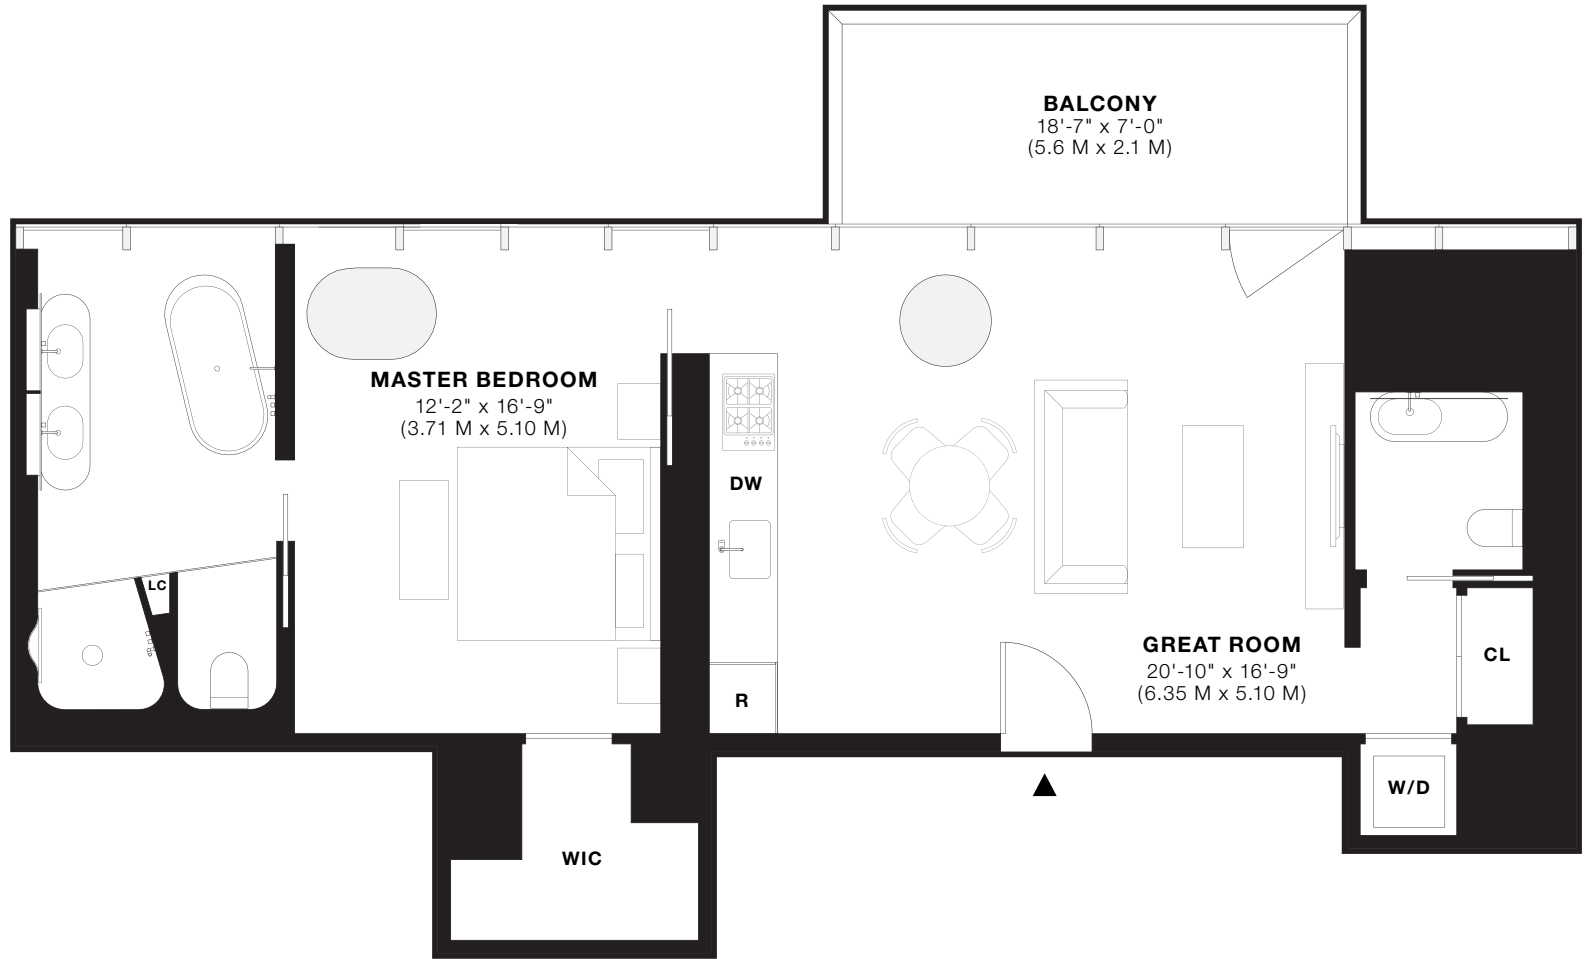 BALCONY
18'-7" x 7'-0"
(5.6 M x 2.1 M)
MASTER BEDROOM
12'-2" x 16'-9"
(3.71 M x 5.10 M)
DW
LC
GREAT ROOM
20'-10" x 16'-9"
(6.35 M x 5.10 M)
CL
R
W/D
WIC